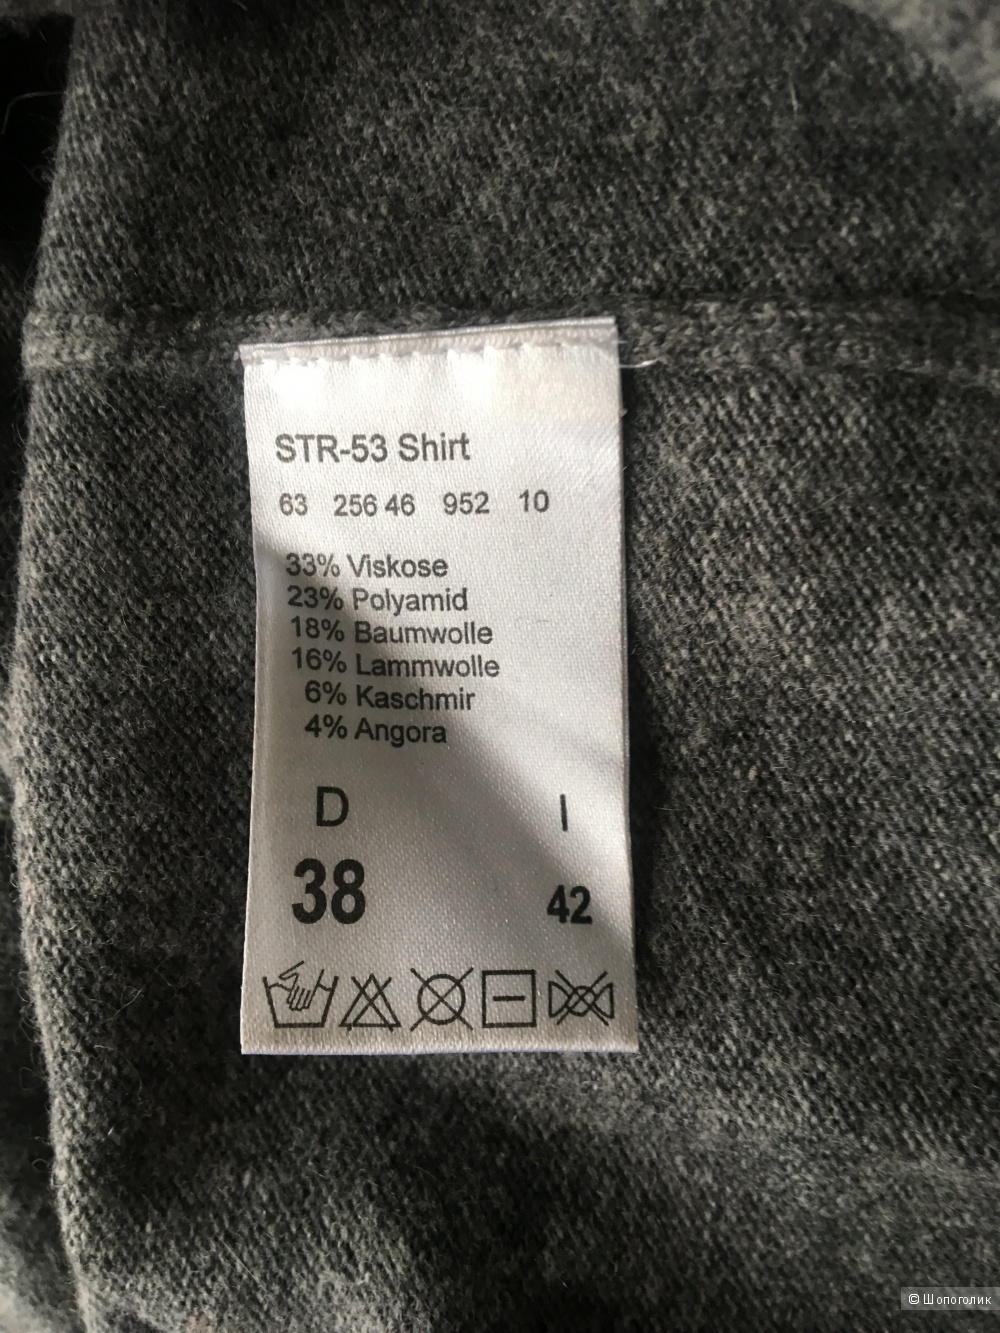 STR-53 Shirt
63 256 46 952 10
33% Viskose
23% Polyamid
18% Baumwolle
16% Lammwolle
6% Kaschmir
4% Angora
D I
38 42
© Шопоголик